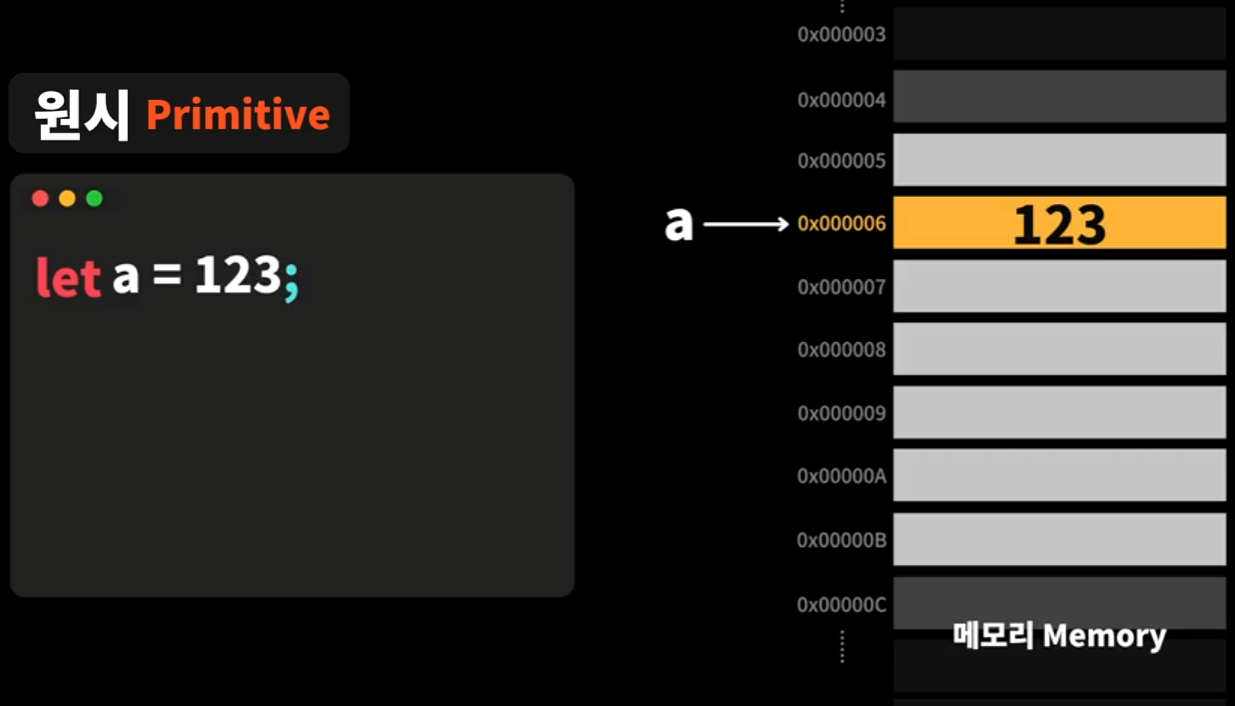 원시 Primitive
let a = 123;
0x000003
0x000004
0x000005
a 0x000006 123
0x000007
0x000008
0x000009
0x00000A
0x00000B
0x00000C
메모리 Memory